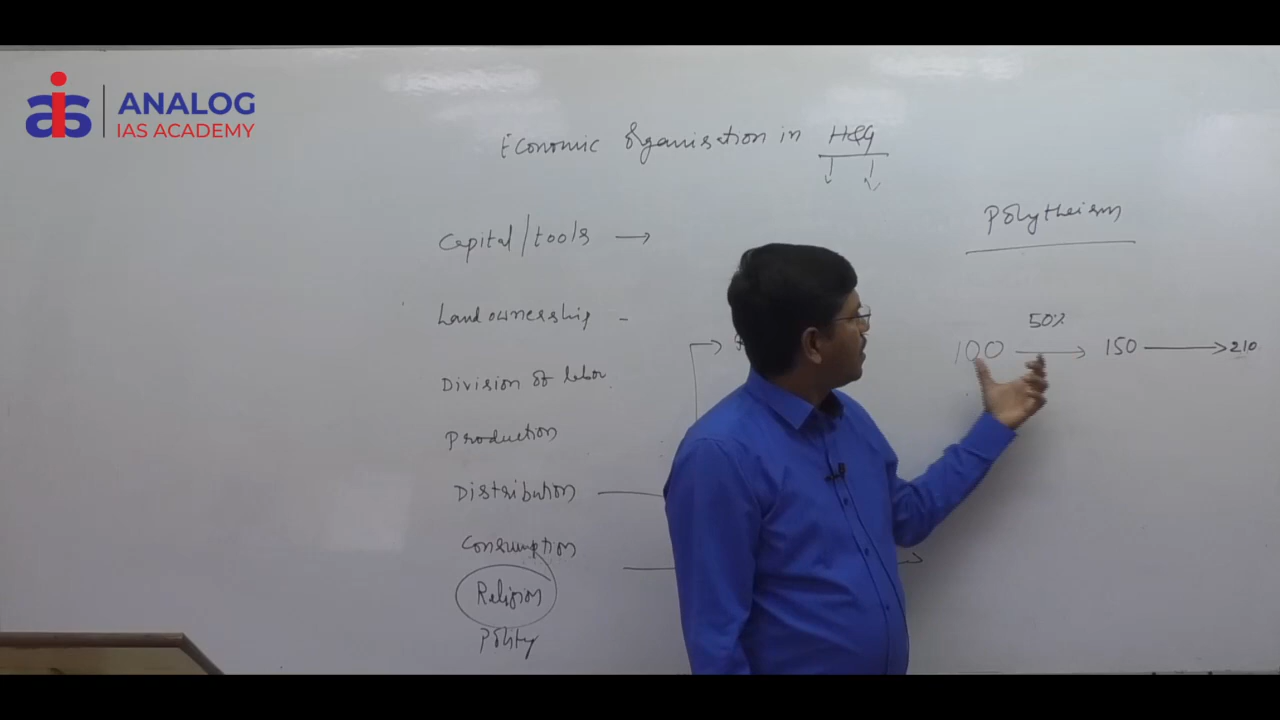 ANALOG
IAS ACADEMY
Economic Organisation in H&G
Capital/tools
Land ownership -
Division of labor
Production
Distribution
Consumption
Religion
Polity
Polytheism
50%
100 → 150 → 210